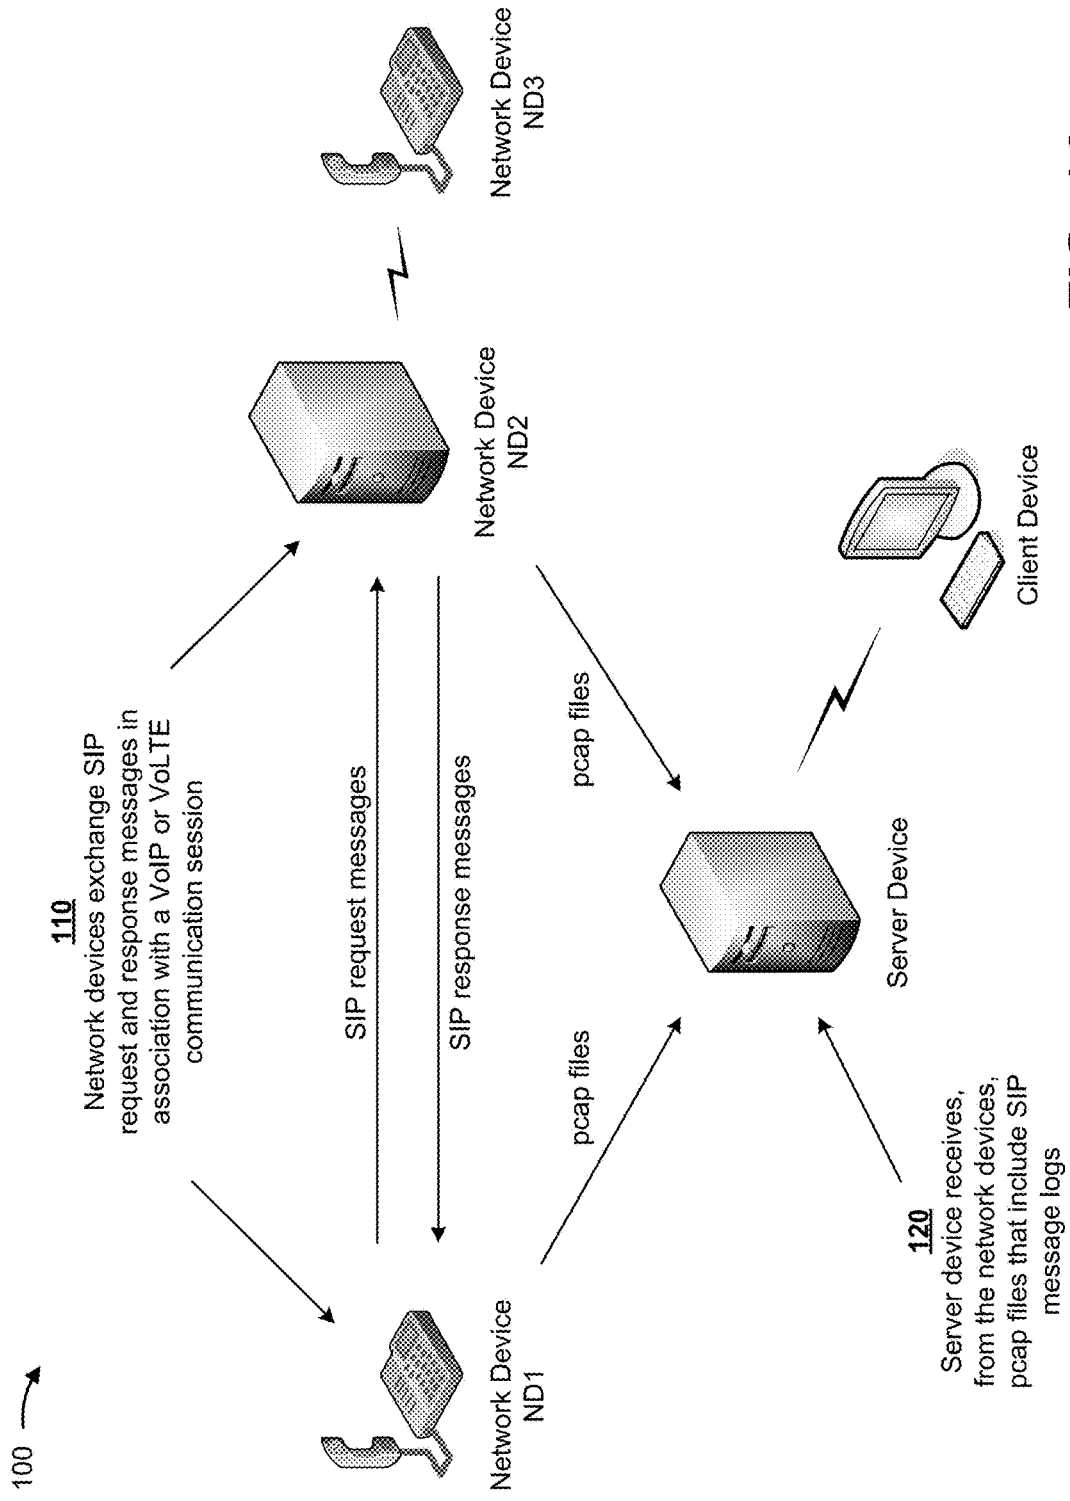 100
110
Network devices exchange SIP
request and response messages in
association with a VoIP or VoLTE
communication session
SIP request messages
SIP response messages
Network Device
ND1
Network Device
ND2
Network Device
ND3
pcap files
pcap files
Server Device
Client Device
120
Server device receives,
from the network devices,
pcap files that include SIP
message logs